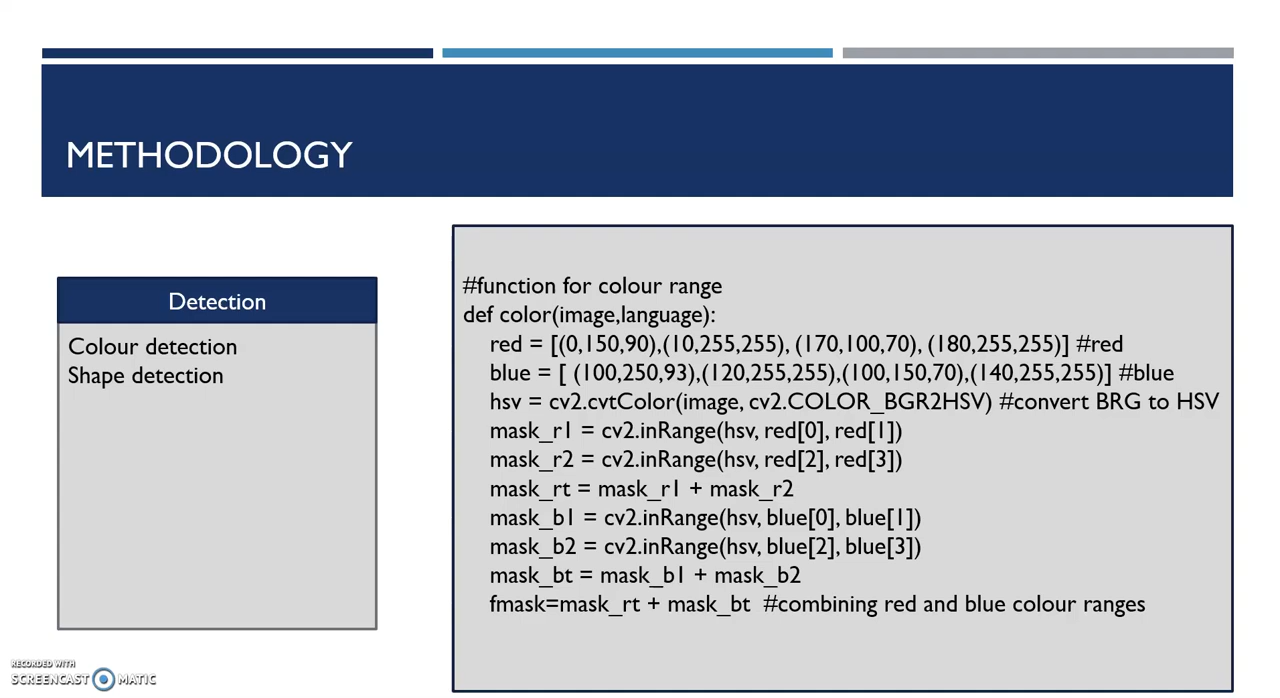 METHODOLOGY
Detection
Colour detection
Shape detection
#function for colour range
def color(image,language):
red = [(0,150,90),(10,255,255), (170,100,70), (180,255,255)] #red
blue = [ (100,250,93),(120,255,255),(100,150,70),(140,255,255)] #blue
hsv = cv2.cvtColor(image, cv2.COLOR_BGR2HSV) #convert BRG to HSV
mask_r1 = cv2.inRange(hsv, red[0], red[1])
mask_r2 = cv2.inRange(hsv, red[2], red[3])
mask_rt = mask_r1 + mask_r2
mask_b1 = cv2.inRange(hsv, blue[0], blue[1])
mask_b2 = cv2.inRange(hsv, blue[2], blue[3])
mask_bt = mask_b1 + mask_b2
fmask=mask_rt + mask_bt  #combining red and blue colour ranges
RECORDED WITH
SCREENCAST MATIC